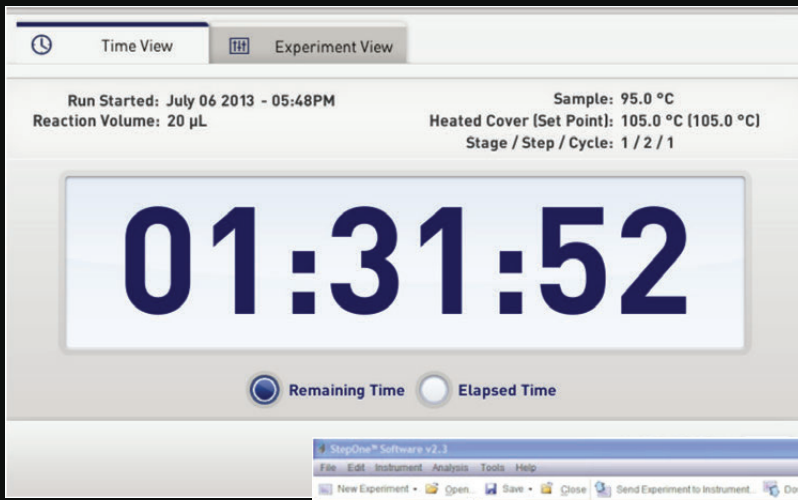 Time View
Experiment View
Run Started: July 06 2013 - 05:48PM
Reaction Volume: 20 µL
Sample: 95.0 °C
Heated Cover (Set Point): 105.0 °C (105.0 °C)
Stage / Step / Cycle: 1 / 2 / 1
01:31:52
Remaining Time
Elapsed Time
StepOne™ Software v2.3
File Edit Instrument Analysis Tools Help
New Experiment Open... Save Close Send Experiment to Instrument...